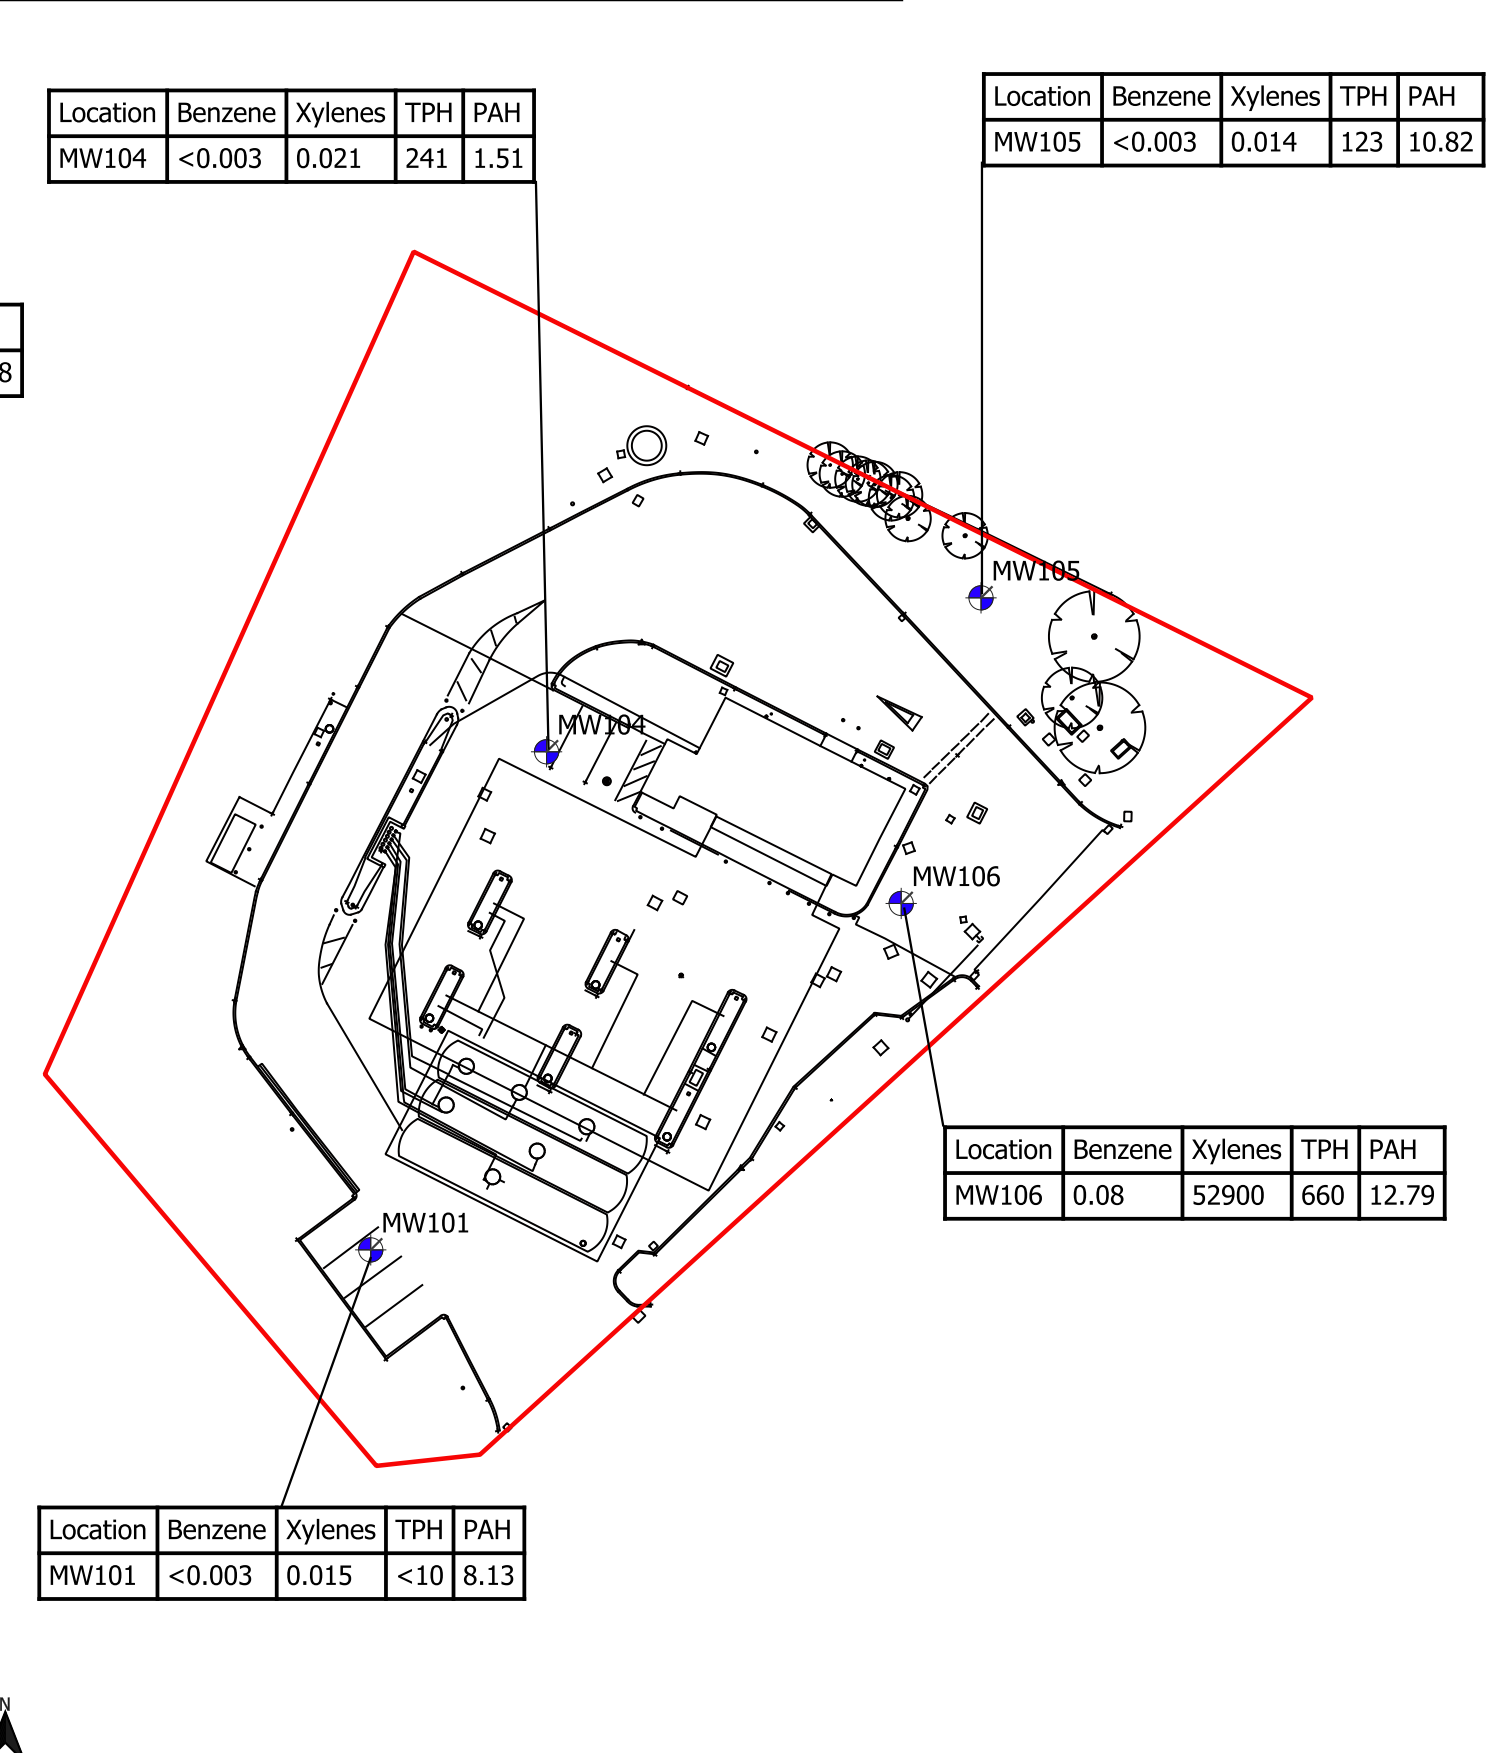 Location Benzene Xylenes TPH PAH
MW104 <0.003 0.021 241 1.51
Location Benzene Xylenes TPH PAH
MW105 <0.003 0.014 123 10.82
8
MW105
MW104
MW106
Location Benzene Xylenes TPH PAH
MW106 0.08 52900 660 12.79
MW101
Location Benzene Xylenes TPH PAH
MW101 <0.003 0.015 <10 8.13
N